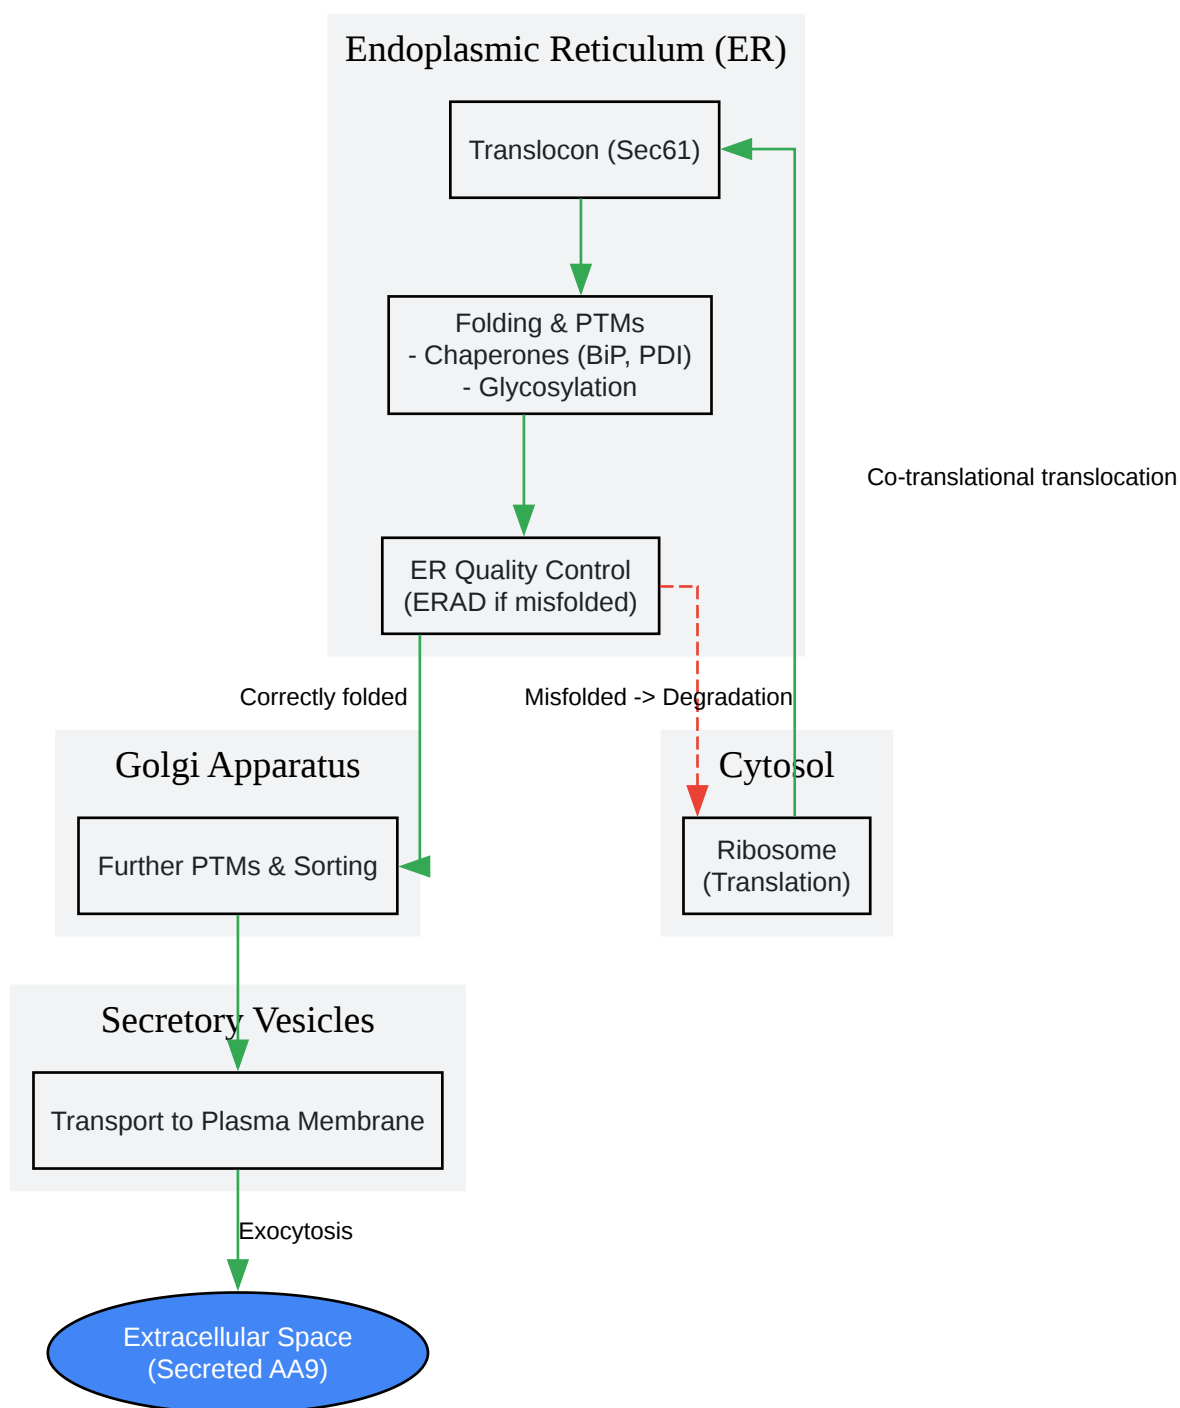 Endoplasmic Reticulum (ER)
Translocon (Sec61)
Folding & PTMs
- Chaperones (BiP, PDI)
- Glycosylation
Co-translational translocation
ER Quality Control
(ERAD if misfolded)
Correctly folded
Misfolded -> Degradation
Golgi Apparatus
Cytosol
Further PTMs & Sorting
Ribosome
(Translation)
Secretory Vesicles
Transport to Plasma Membrane
Exocytosis
Extracellular Space
(Secreted AA9)